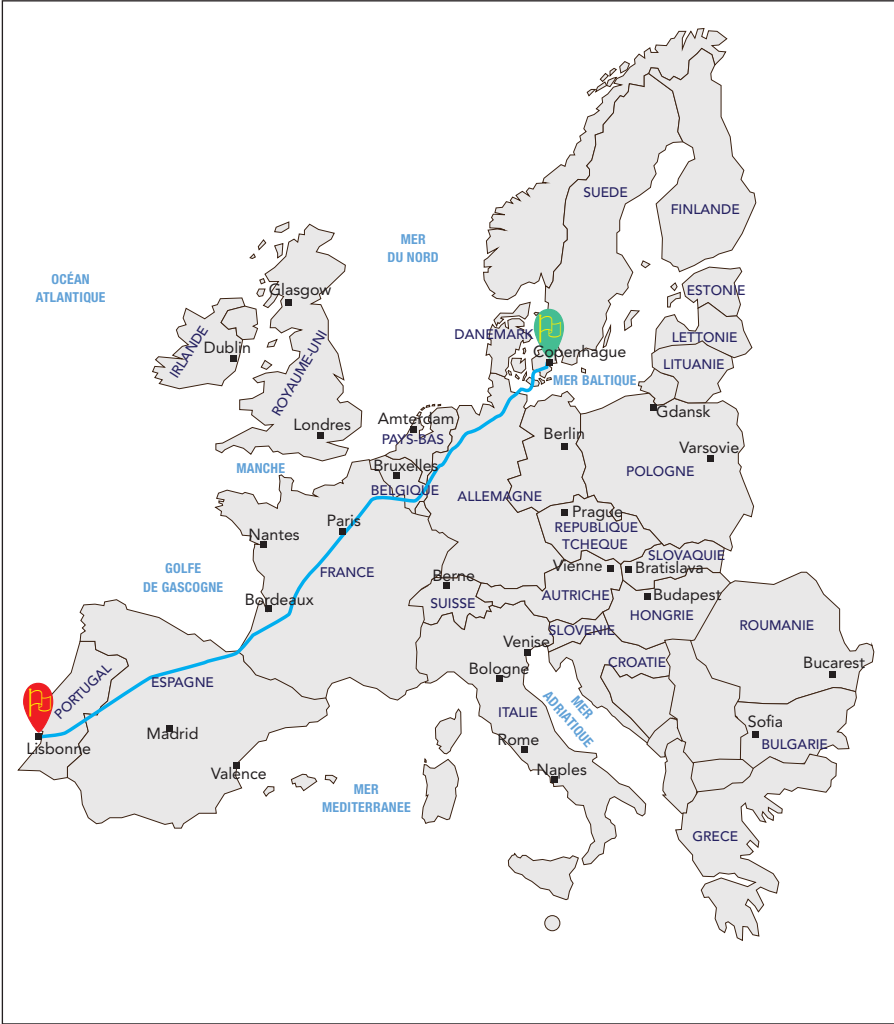 SUEDE
FINLANDE
MER
DU NORD
OCÉAN
ATLANTIQUE
Glasgow
ESTONIE
IRLANDE
Dublin
ROYAUME-UNI
DANEMARK
LETTONIE
Copenhague
LITUANIE
MER BALTIQUE
Gdansk
Londres
Amterdam
PAYS-BAS
Berlin
Varsovie
MANCHE
Bruxelles
POLOGNE
BELGIQUE
ALLEMAGNE
Paris
Prague
Nantes
REPUBLIQUE
TCHEQUE
SLOVAQUIE
GOLFE
DE GASCOGNE
FRANCE
Vienne
Bratislava
Berne
Bordeaux
SUISSE
AUTRICHE
Budapest
HONGRIE
ROUMANIE
SLOVENIE
Venise
CROATIE
Bucarest
Bologne
PORTUGAL
ESPAGNE
MER
ADRIATIQUE
ITALIE
Madrid
Lisbonne
Rome
Sofia
BULGARIE
Valence
Naples
MER
MEDITERRANEE
GRECE